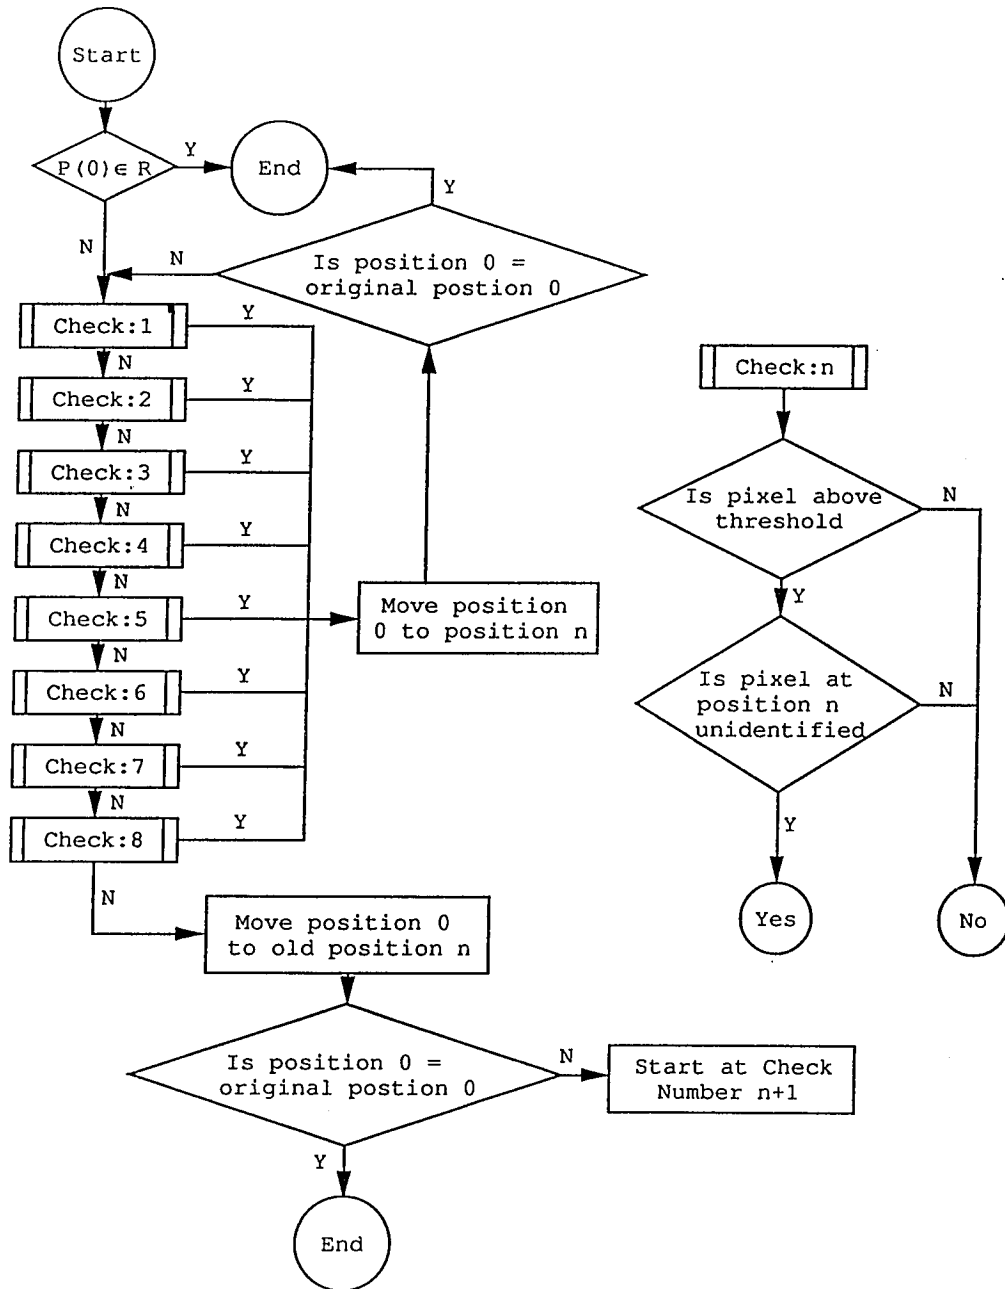 Start
P(0)∈ R
Y
End
Y
N
N
Is position 0 =
original postion 0
Check:1
Y
N
Check:2
Y
N
Check:3
Y
N
Check:4
Y
N
Check:5
Y
N
Check:6
Y
N
Check:7
Y
N
Check:8
Y
N
Move position
0 to position n
Move position 0
to old position n
Is position 0 =
original postion 0
N
Start at Check
Number n+1
Y
End
Check:n
Is pixel above
threshold
N
Y
Is pixel at
position n
unidentified
N
Y
Yes
No